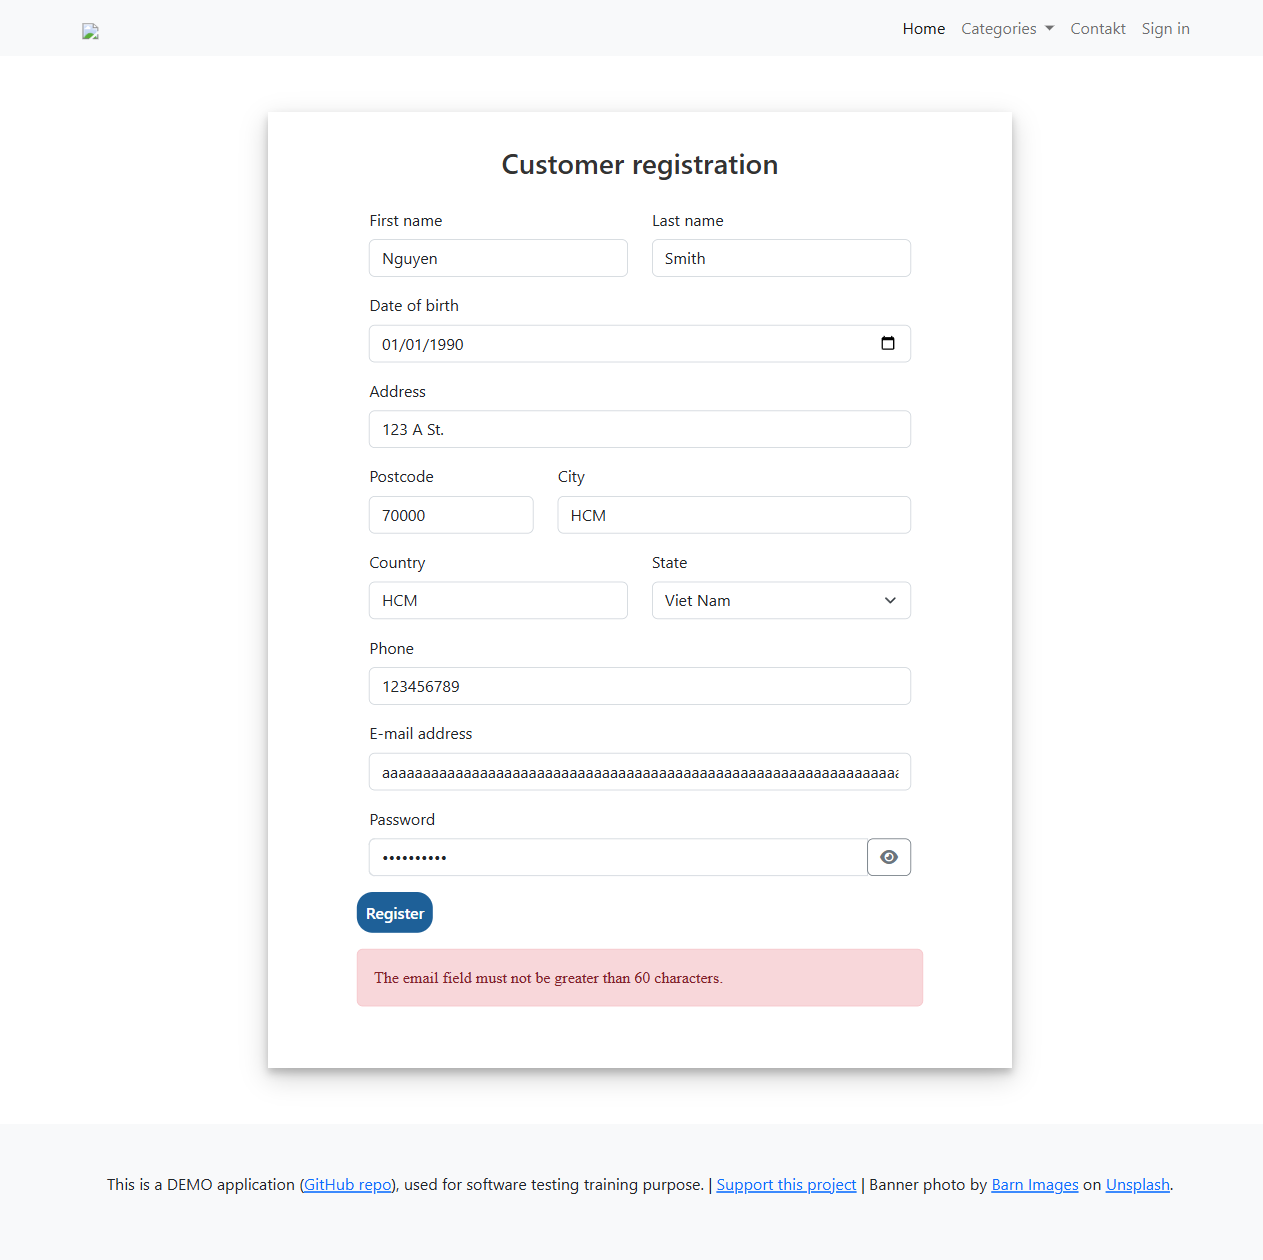 Home Categories Contakt Sign in
Customer registration
First name Last name
Nguyen Smith
Date of birth
01/01/1990
Address
123 A St.
Postcode City
70000 HCM
Country State
HCM Viet Nam
Phone
123456789
E-mail address
aaaaaaaaaaaaaaaaaaaaaaaaaaaaaaaaaaaaaaaaaaaaaaaaaaaaaaaaaaaaaaaa
Password
••••••••••
Register
The email field must not be greater than 60 characters.
This is a DEMO application (GitHub repo), used for software testing training purpose. | Support this project | Banner photo by Barn Images on Unsplash.